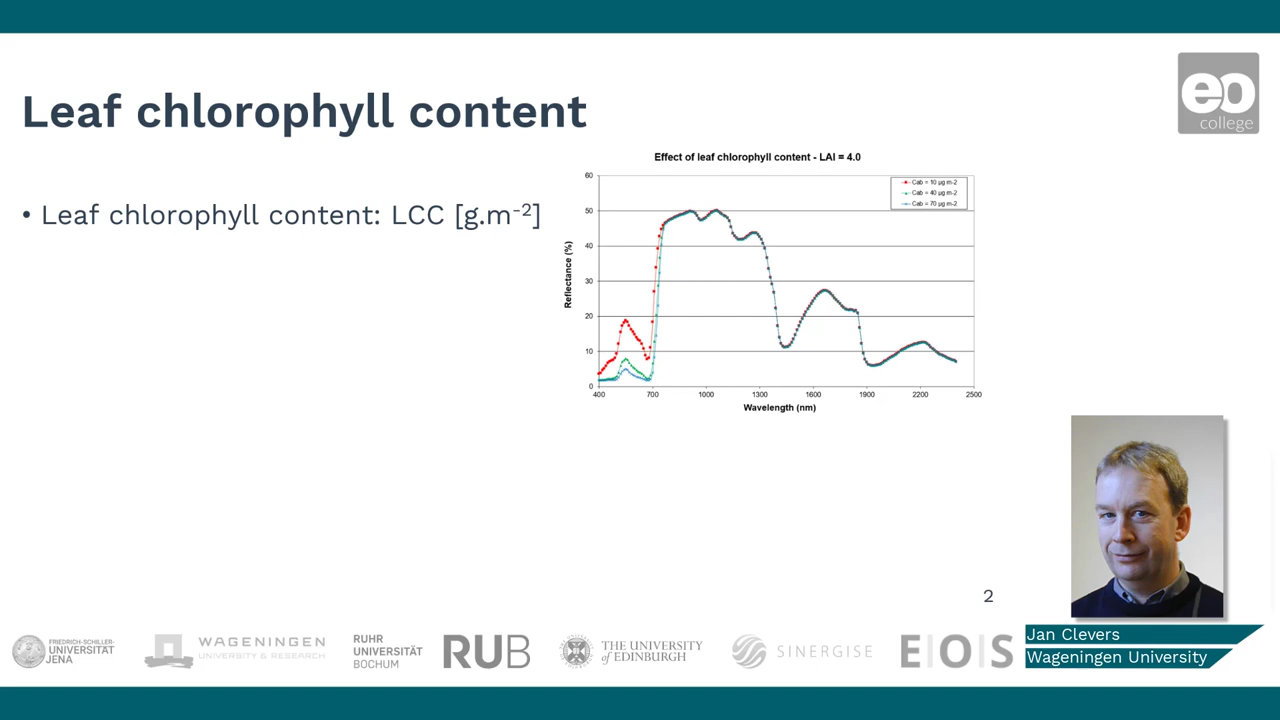 Leaf chlorophyll content
eo
college
• Leaf chlorophyll content: LCC [g.m-2]
Effect of leaf chlorophyll content - LAI = 4.0
Cab = 10 µg m-2
Cab = 40 µg m-2
Cab = 70 µg m-2
Reflectance (%)
60
50
40
30
20
10
0
400 700 1000 1300 1600 1900 2200 2500
Wavelength (nm)
2
Jan Clevers
Wageningen University
FRIEDRICH-SCHILLER-
UNIVERSITÄT
JENA
WAGENINGEN
UNIVERSITY & RESEARCH
RUHR
UNIVERSITÄT
BOCHUM
RUB
THE UNIVERSITY
of EDINBURGH
SINERGISE
E|O|S